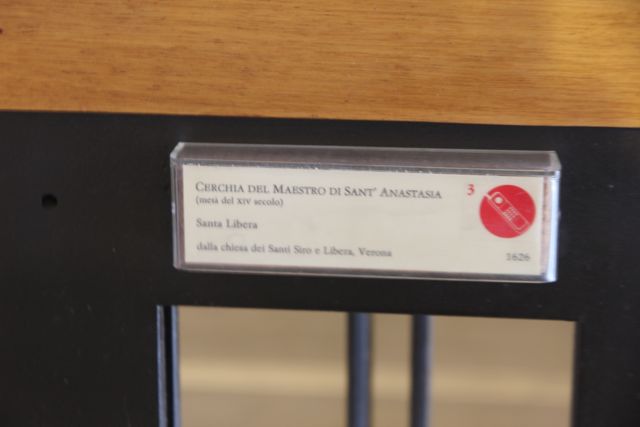 CERCHIA DEL MAESTRO DI SANT' ANASTASIA 3
(metà del XIV secolo)
Santa Libera
dalla chiesa dei Santi Siro e Libera, Verona
1626